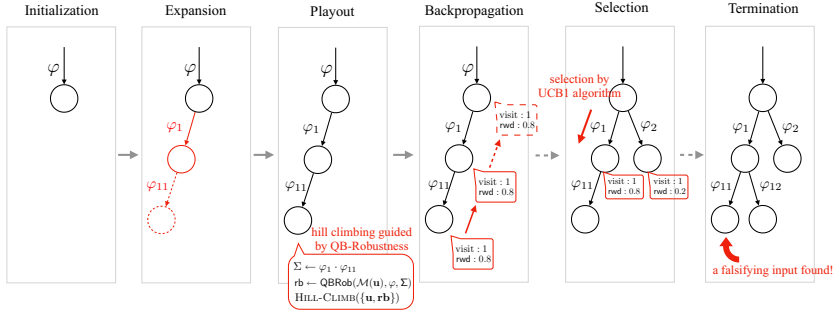 Initialization
Expansion
Playout
Backpropagation
Selection
Termination
φ
φ
φ₁
φ₁₁
φ
φ₁
φ₁₁
hill climbing guided
by QB-Robustness
Σ ← φ₁ · φ₁₁
rb ← QBRob(M(u), φ, Σ)
HILL-CLIMB({u, rb})
φ
φ₁
φ₁₁
visit : 1
rwd : 0.8
visit : 1
rwd : 0.8
visit : 1
rwd : 0.8
φ
selection by
UCB1 algorithm
φ₁
φ₂
φ₁₁
visit : 1
rwd : 0.8
visit : 1
rwd : 0.2
φ
φ₁
φ₂
φ₁₁
φ₁₂
a falsifying input found!